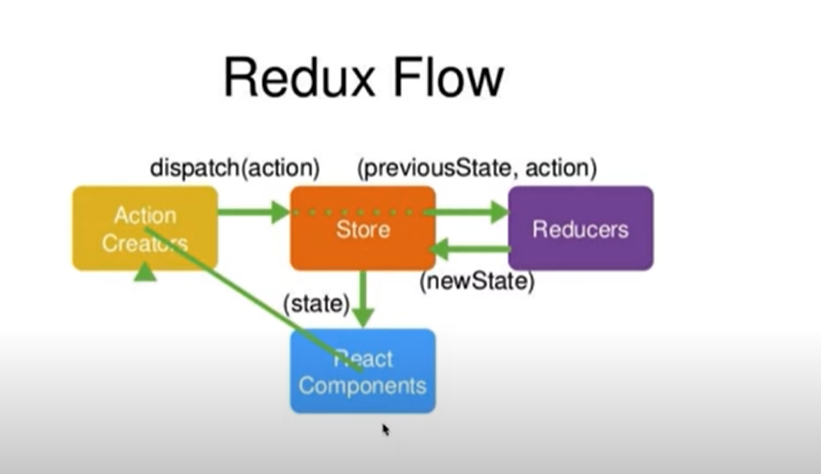 Redux Flow
dispatch(action)
(previousState, action)
Action
Creators
Store
Reducers
(newState)
(state)
React
Components